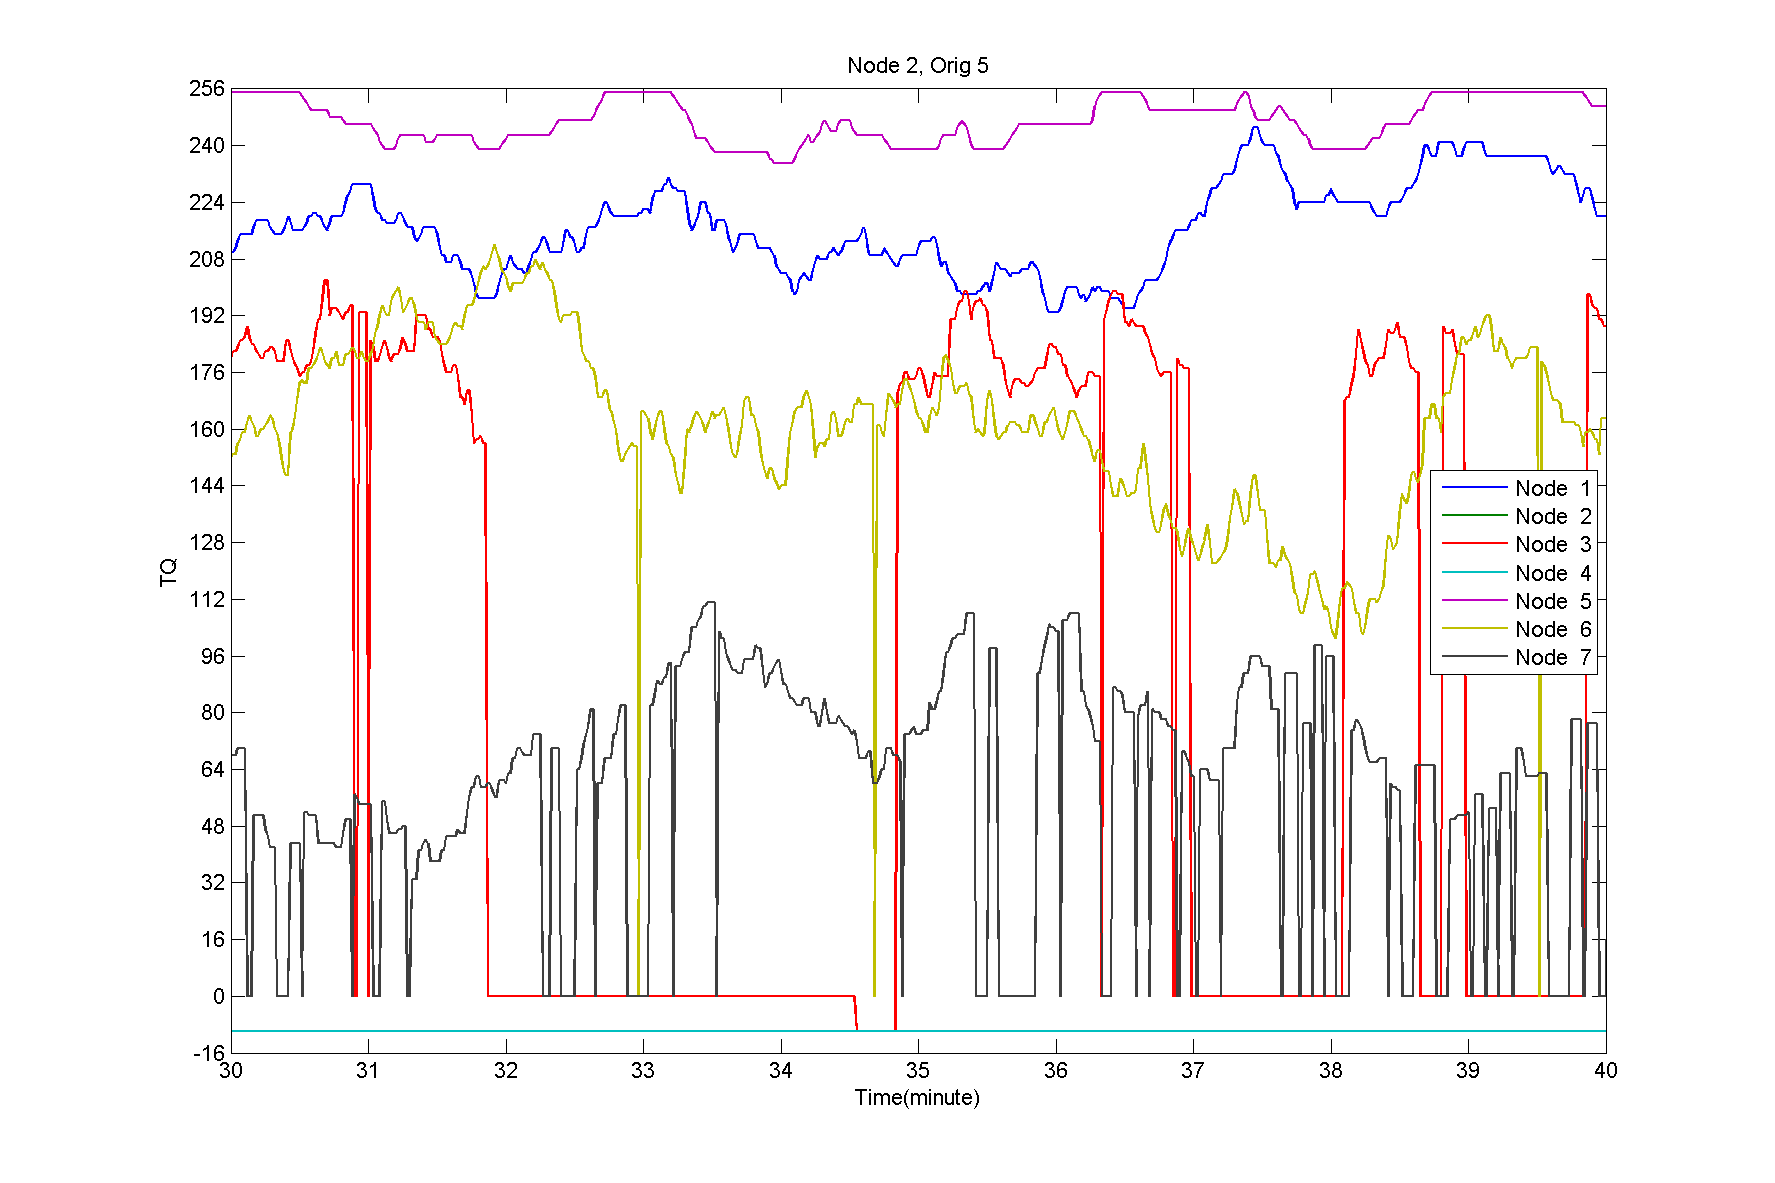 Node 2, Orig 5
256
240
224
208
192
176
160
144
128
112
96
80
64
48
32
16
0
-16
TQ
Node 1
Node 2
Node 3
Node 4
Node 5
Node 6
Node 7
30 31 32 33 34 35 36 37 38 39 40
Time(minute)